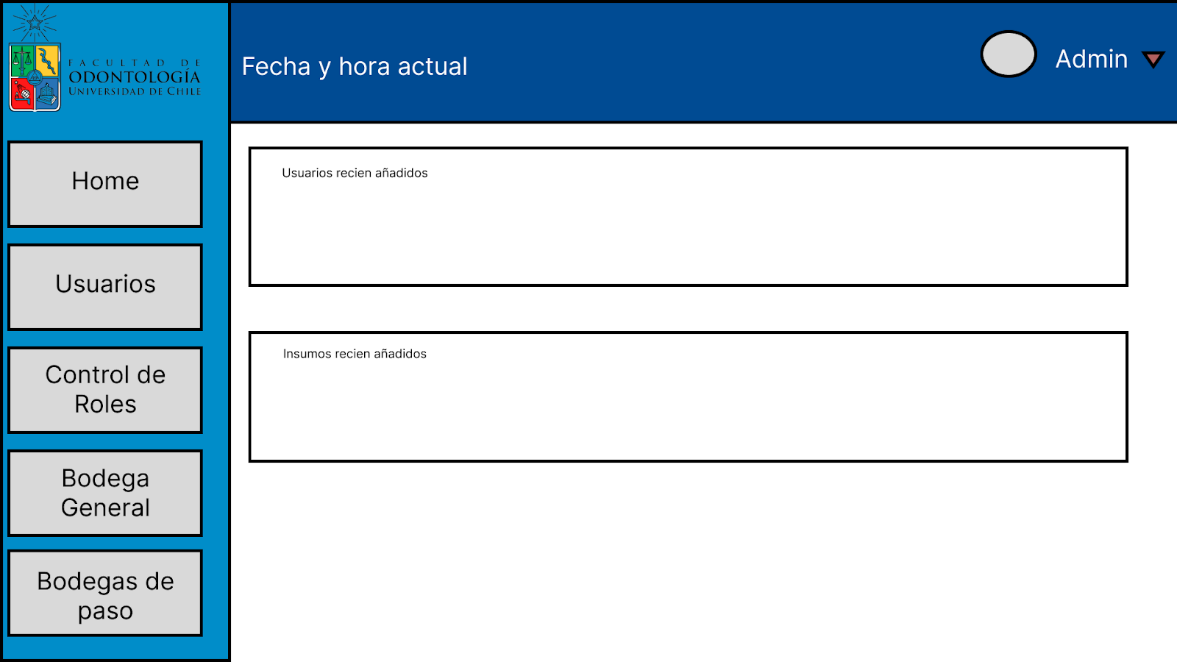 FACULTAD DE
ODONTOLOGÍA
UNIVERSIDAD DE CHILE
Fecha y hora actual
Admin
Home
Usuarios
Control de
Roles
Bodega
General
Bodegas de
paso
Usuarios recien añadidos
Insumos recien añadidos